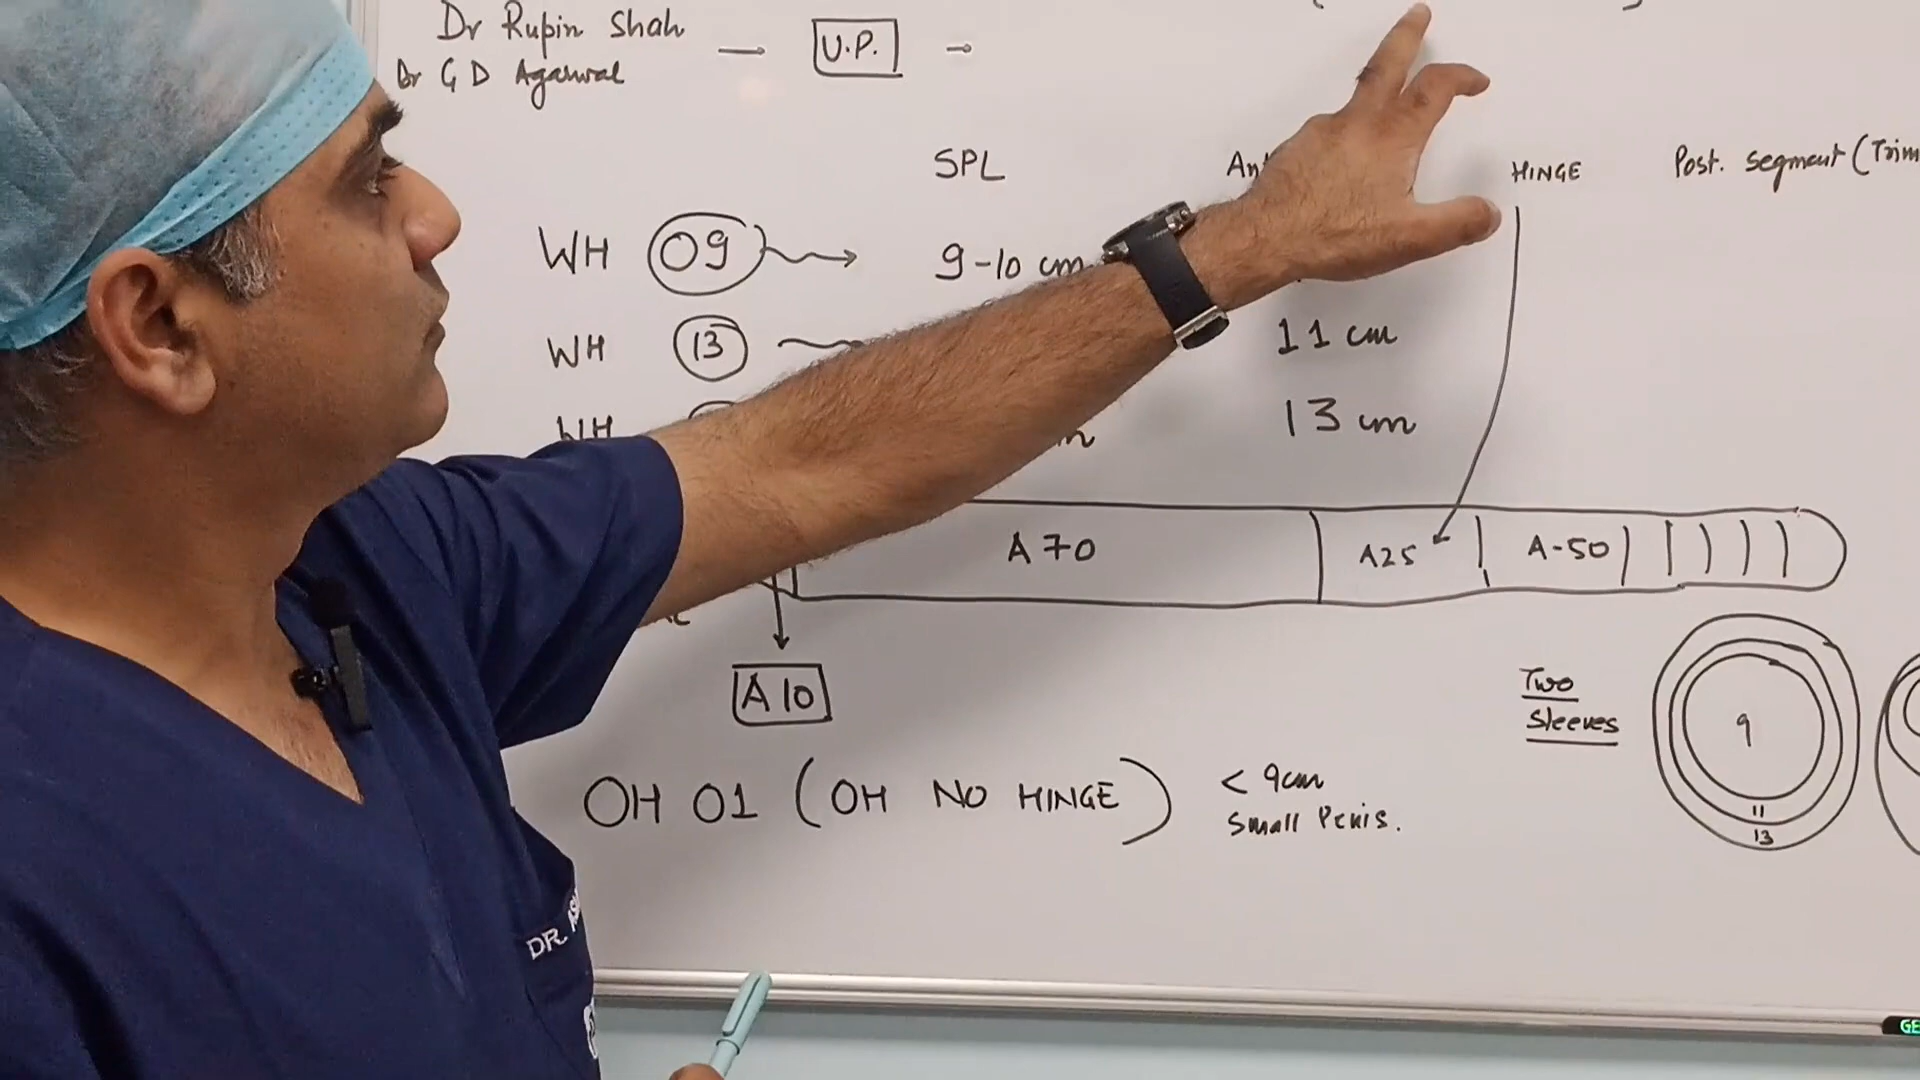 Dr Rupin Shah
Dr G D Agarwal
U.P.
SPL
HINGE
Post. Segment (Trim
WH 09
9-10 cm
WH 13
11 cm
WH
13 cm
A 70
A25
A-50
A 10
Two
Sleeves
9
11
13
OH 01 (OH NO HINGE)
< 9cm
Small Penis.
DR.
GE